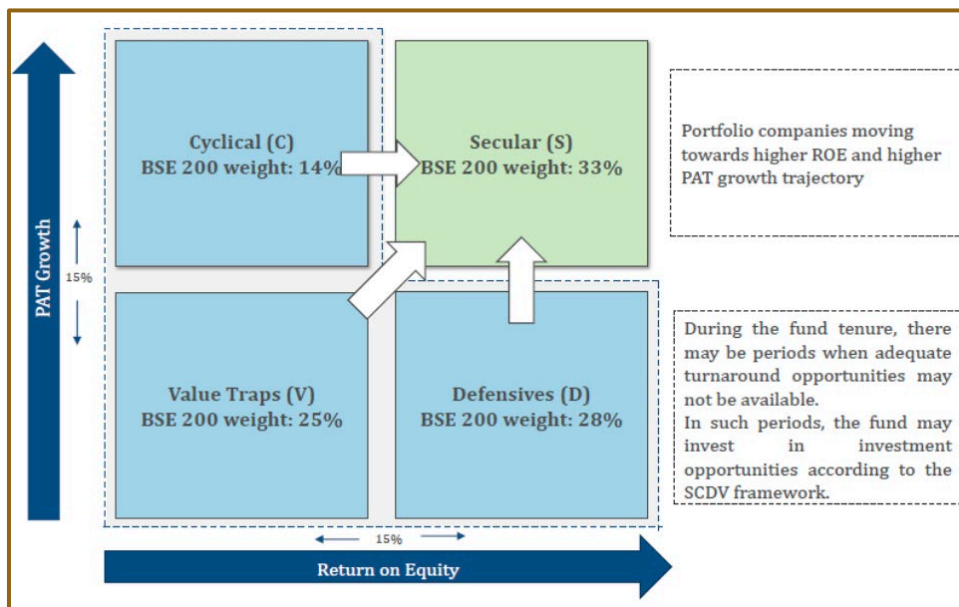 Cyclical (C)
BSE 200 weight: 14%
Secular (S)
BSE 200 weight: 33%
Portfolio companies moving
towards higher ROE and higher
PAT growth trajectory
PAT Growth
15%
Value Traps (V)
BSE 200 weight: 25%
Defensives (D)
BSE 200 weight: 28%
During the fund tenure, there
may be periods when adequate
turnaround opportunities may
not be available.
In such periods, the fund may
invest in investment
opportunities according to the
SCDV framework.
15%
Return on Equity